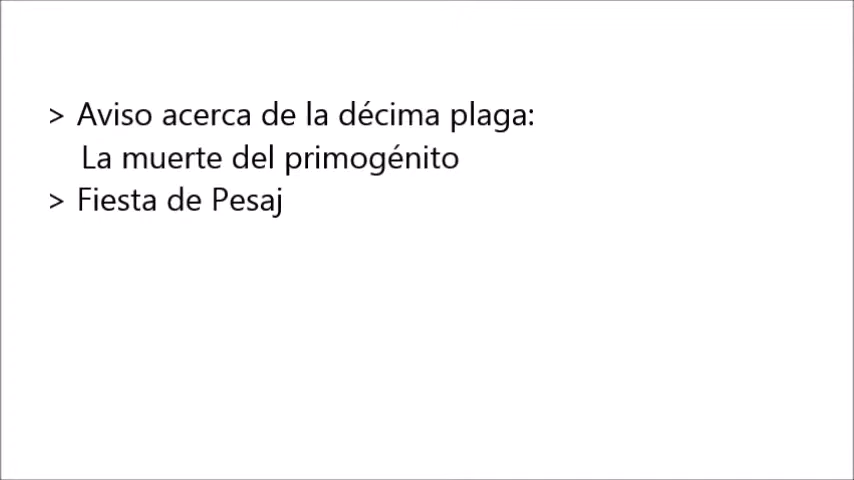 > Aviso acerca de la décima plaga:
La muerte del primogénito
> Fiesta de Pesaj